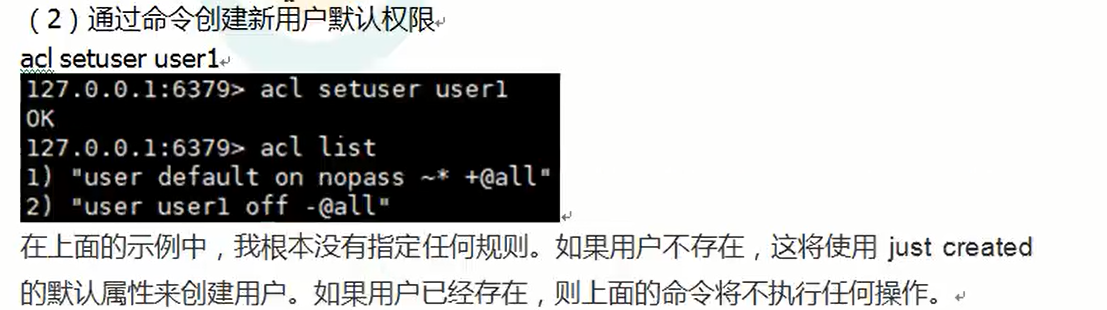 （2）通过命令创建新用户默认权限
acl setuser user1
127.0.0.1:6379> acl setuser user1
OK
127.0.0.1:6379> acl list
1) "user default on nopass ~* +@all"
2) "user user1 off -@all"
在上面的示例中，我根本没有指定任何规则。如果用户不存在，这将使用 just created
的默认属性来创建用户。如果用户已经存在，则上面的命令将不执行任何操作。